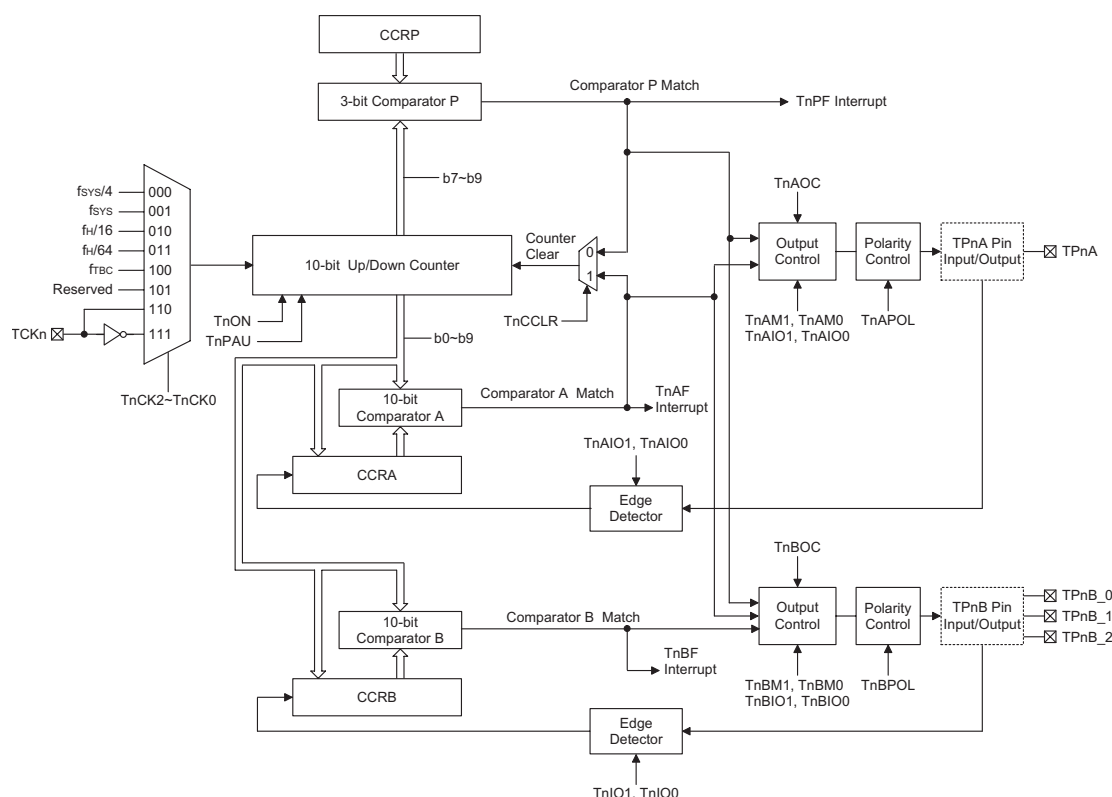 CCRP
3-bit Comparator P
Comparator P Match
TnPF Interrupt
b7~b9
fSYS/4
000
fSYS
001
fH/16
010
fH/64
011
fTBC
100
Reserved
101
110
TCKn
111
TnCK2~TnCK0
10-bit Up/Down Counter
Counter
Clear
0
1
TnCCLR
TnON
TnPAU
b0~b9
TnAOC
Output
Control
Polarity
Control
TPnA Pin
Input/Output
TPnA
TnAM1, TnAM0
TnAIO1, TnAIO0
TnAPOL
10-bit
Comparator A
Comparator A Match
TnAF
Interrupt
CCRA
TnAIO1, TnAIO0
Edge
Detector
TnBOC
Output
Control
Polarity
Control
TPnB Pin
Input/Output
TPnB_0
TPnB_1
TPnB_2
TnBM1, TnBM0
TnBIO1, TnBIO0
TnBPOL
10-bit
Comparator B
Comparator B Match
TnBF
Interrupt
CCRB
Edge
Detector
TnIO1, TnIO0